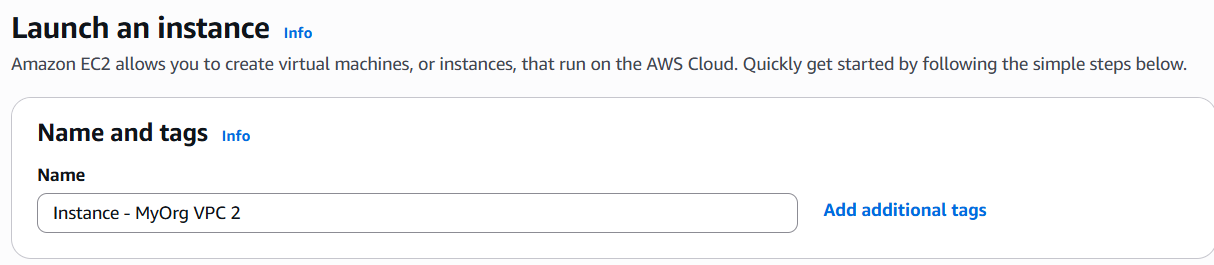 Launch an instance Info
Amazon EC2 allows you to create virtual machines, or instances, that run on the AWS Cloud. Quickly get started by following the simple steps below.
Name and tags Info
Name
Instance - MyOrg VPC 2
Add additional tags